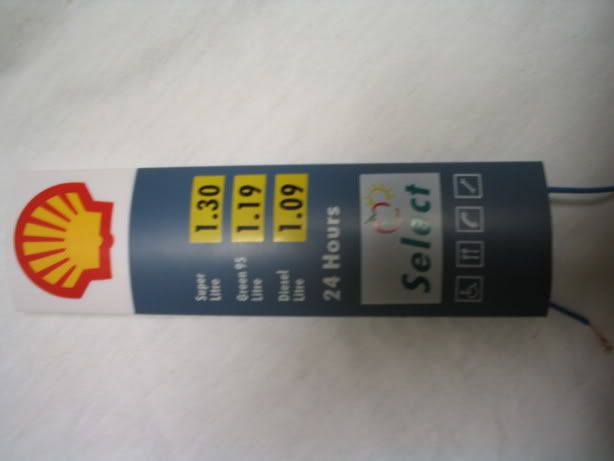 Super
Litre
1.30
Green 95
Litre
1.19
Diesel
Litre
1.09
24 Hours
Select